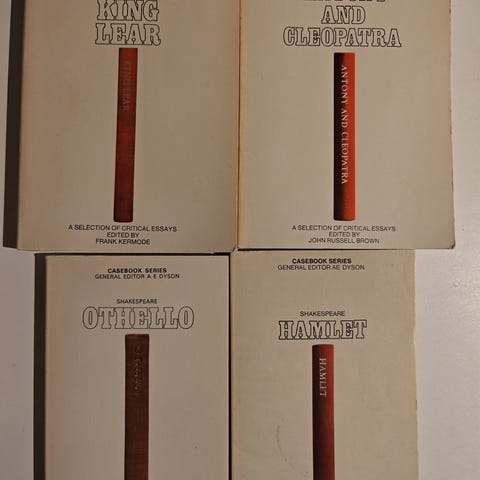 KING
LEAR
KING LEAR
A SELECTION OF CRITICAL ESSAYS
EDITED BY
FRANK KERMODE
AND
CLEOPATRA
ANTONY AND CLEOPATRA
A SELECTION OF CRITICAL ESSAYS
EDITED BY
JOHN RUSSELL BROWN
CASEBOOK SERIES
GENERAL EDITOR A E DYSON
SHAKESPEARE
OTHELLO
CASEBOOK SERIES
GENERAL EDITOR AE DYSON
SHAKESPEARE
HAMLET
HAMLET